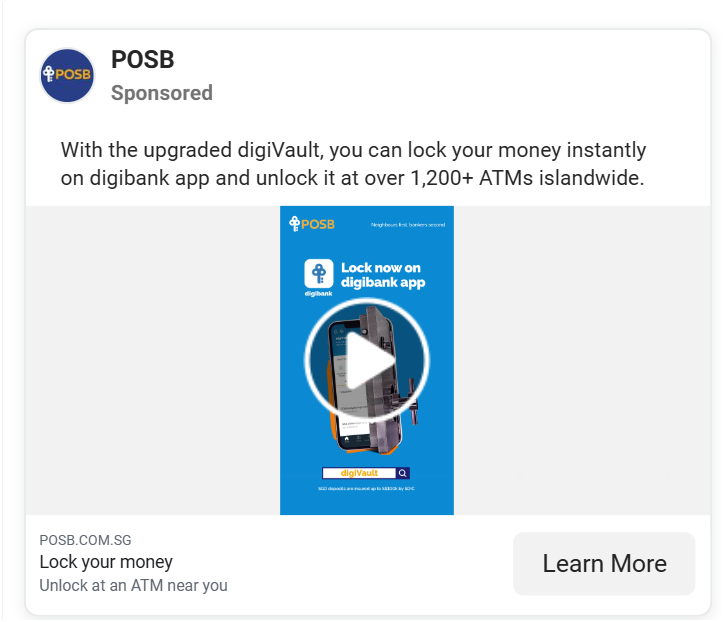 POSB
POSB
Sponsored
With the upgraded digiVault, you can lock your money instantly
on digibank app and unlock it at over 1,200+ ATMs islandwide.
POSB
Neighbours first, bankers second
Lock now on
digibank app
digibank
digiVault
SGD deposits are insured up to S$100k by SDIC
POSB.COM.SG
Lock your money
Unlock at an ATM near you
Learn More